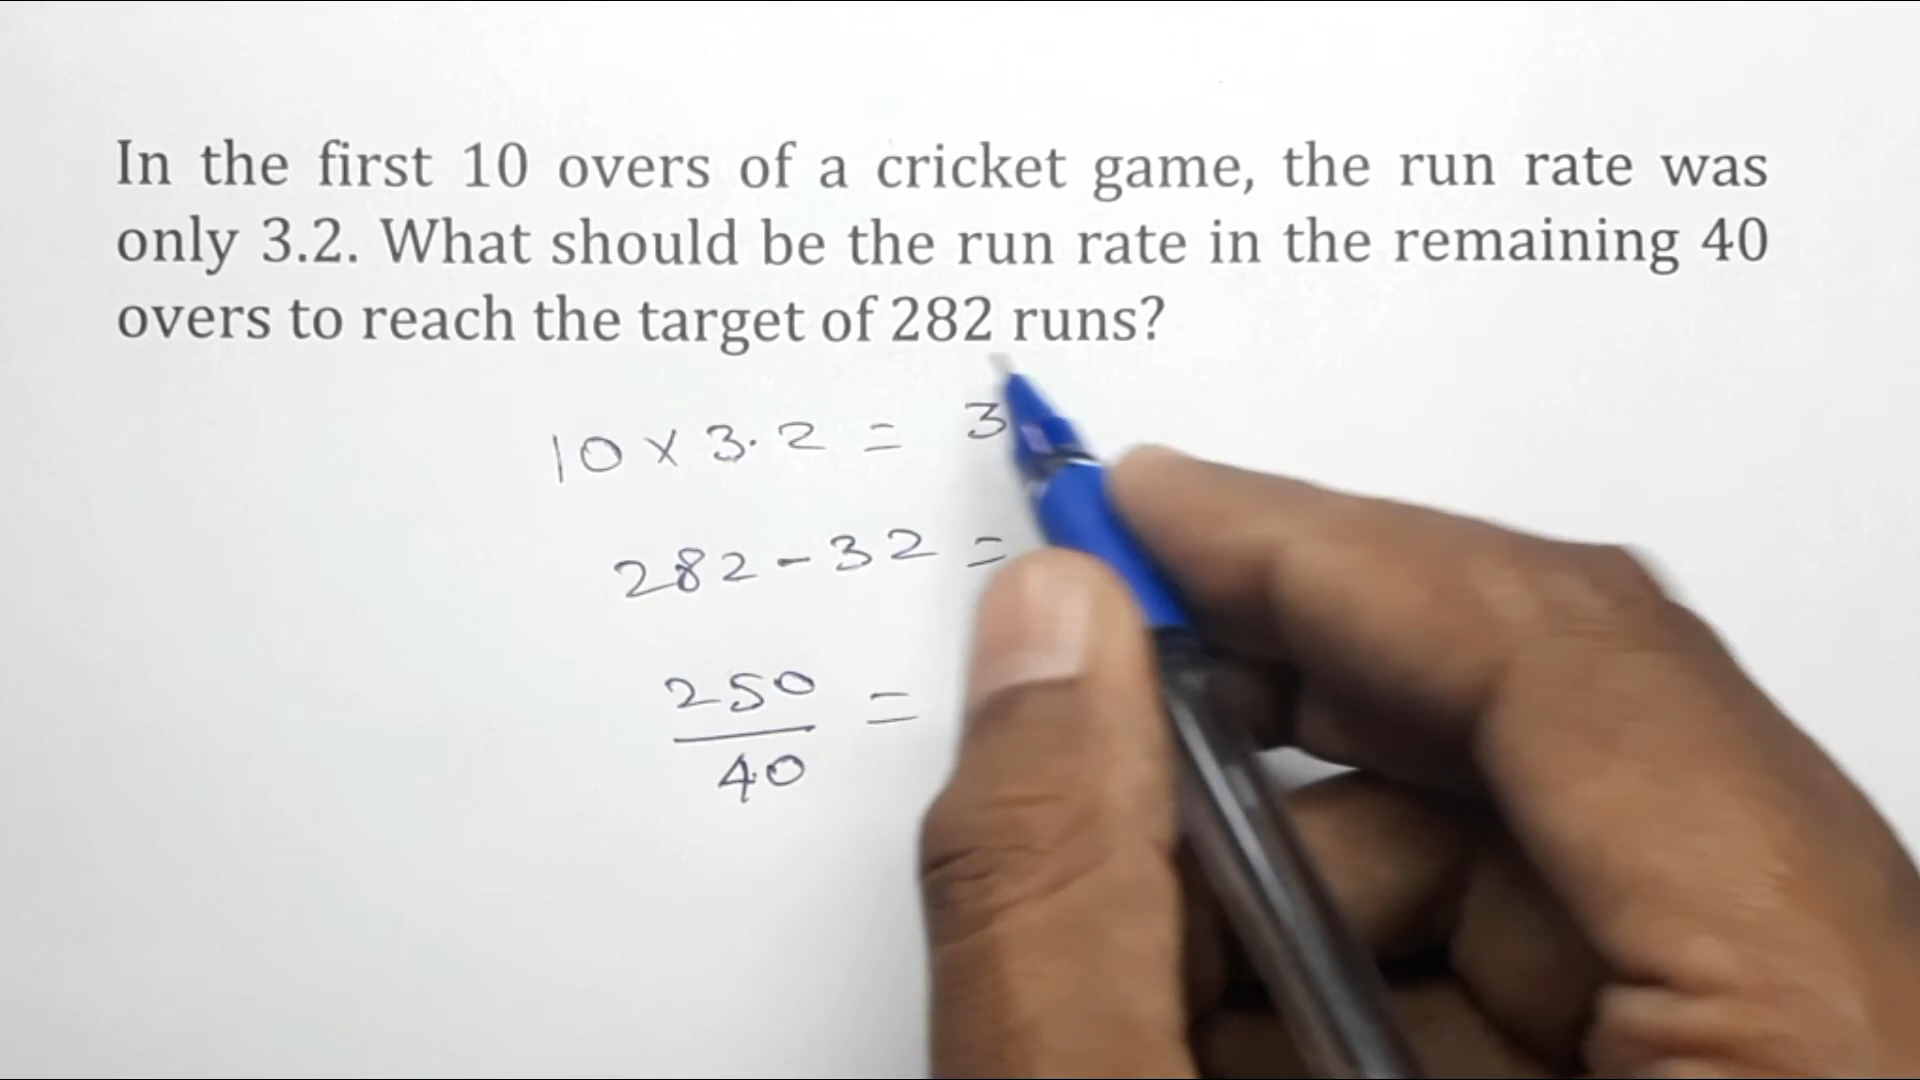 In the first 10 overs of a cricket game, the run rate was
only 3.2. What should be the run rate in the remaining 40
overs to reach the target of 282 runs?
10 x 3.2 = 3
282 - 32 =
250
40
=